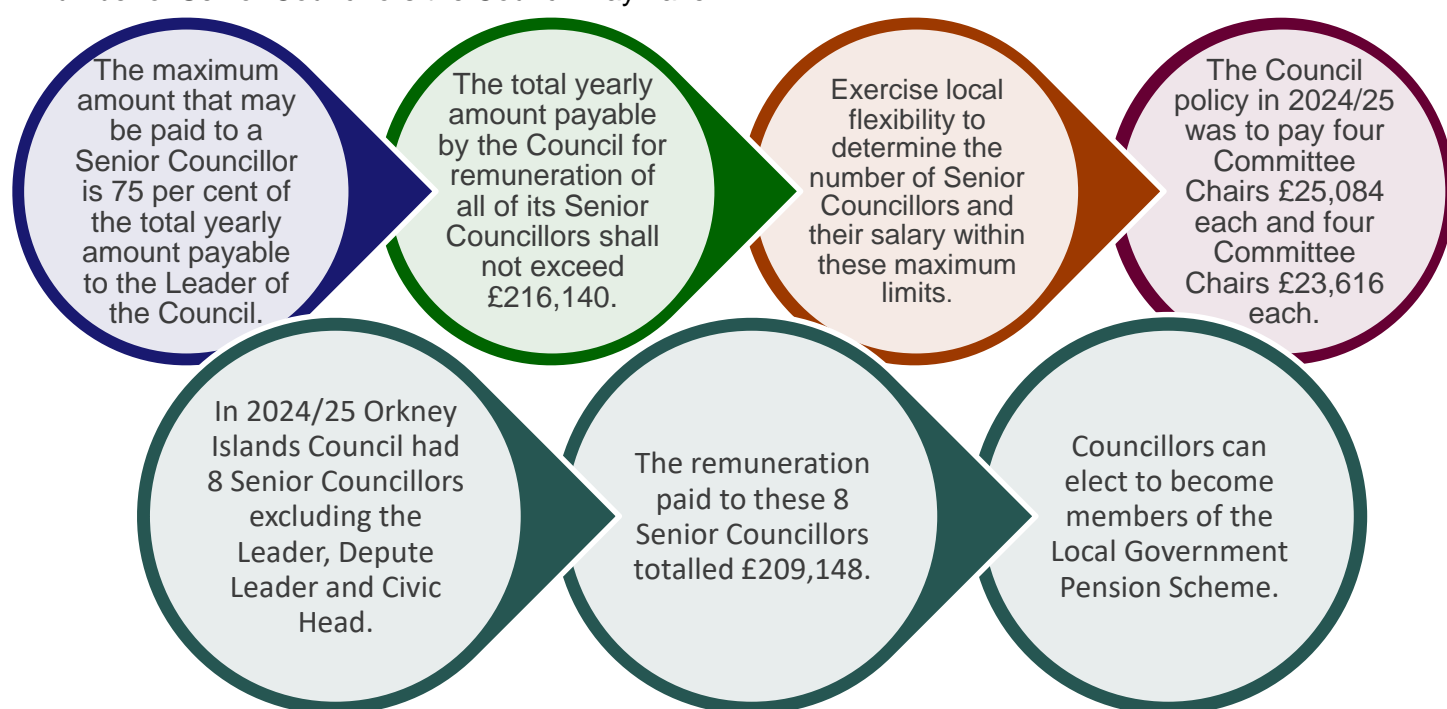 The maximum
amount that may
be paid to a
Senior Councillor
is 75 per cent of
the total yearly
amount payable
to the Leader of
the Council.
The total yearly
amount payable
by the Council for
remuneration of
all of its Senior
Councillors shall
not exceed
£216,140.
Exercise local
flexibility to
determine the
number of Senior
Councillors and
their salary within
these maximum
limits.
The Council
policy in 2024/25
was to pay four
Committee
Chairs £25,084
each and four
Committee
Chairs £23,616
each.
In 2024/25 Orkney
Islands Council had
8 Senior Councillors
excluding the
Leader, Depute
Leader and Civic
Head.
The remuneration
paid to these 8
Senior Councillors
totalled £209,148.
Councillors can
elect to become
members of the
Local Government
Pension Scheme.